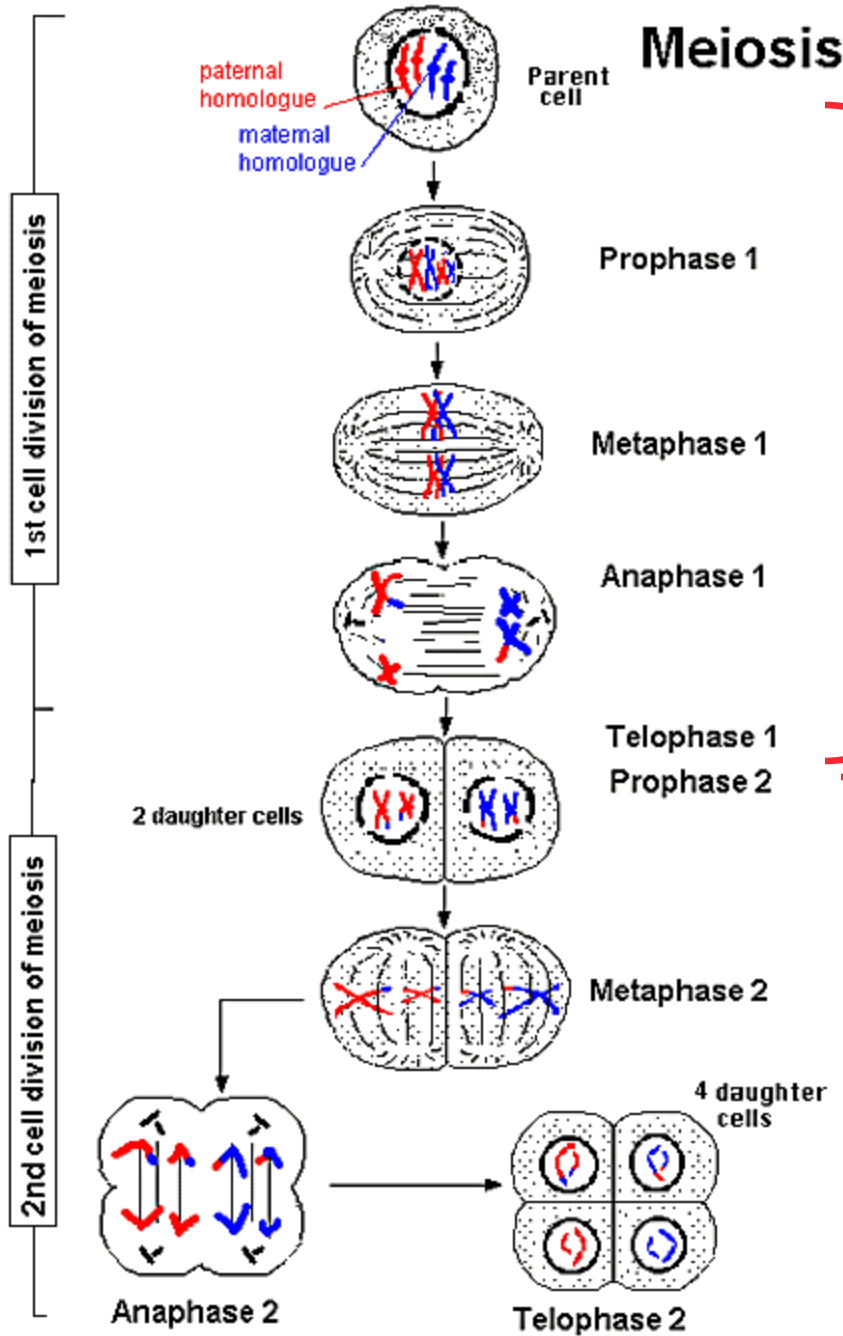 Meiosis
paternal
homologue
maternal
homologue
Parent
cell
1st cell division of meiosis
Prophase 1
Metaphase 1
Anaphase 1
Telophase 1
Prophase 2
2 daughter cells
2nd cell division of meiosis
Metaphase 2
4 daughter
cells
Anaphase 2
Telophase 2